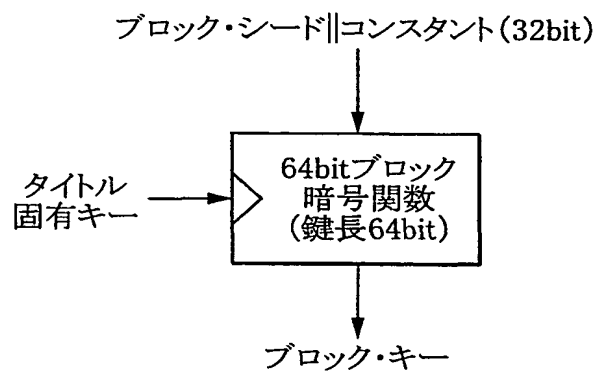 ブロック・シード||コンスタント(32bit)
タイトル
固有キー
64bitブロック
暗号関数
(鍵長64bit)
ブロック・キー